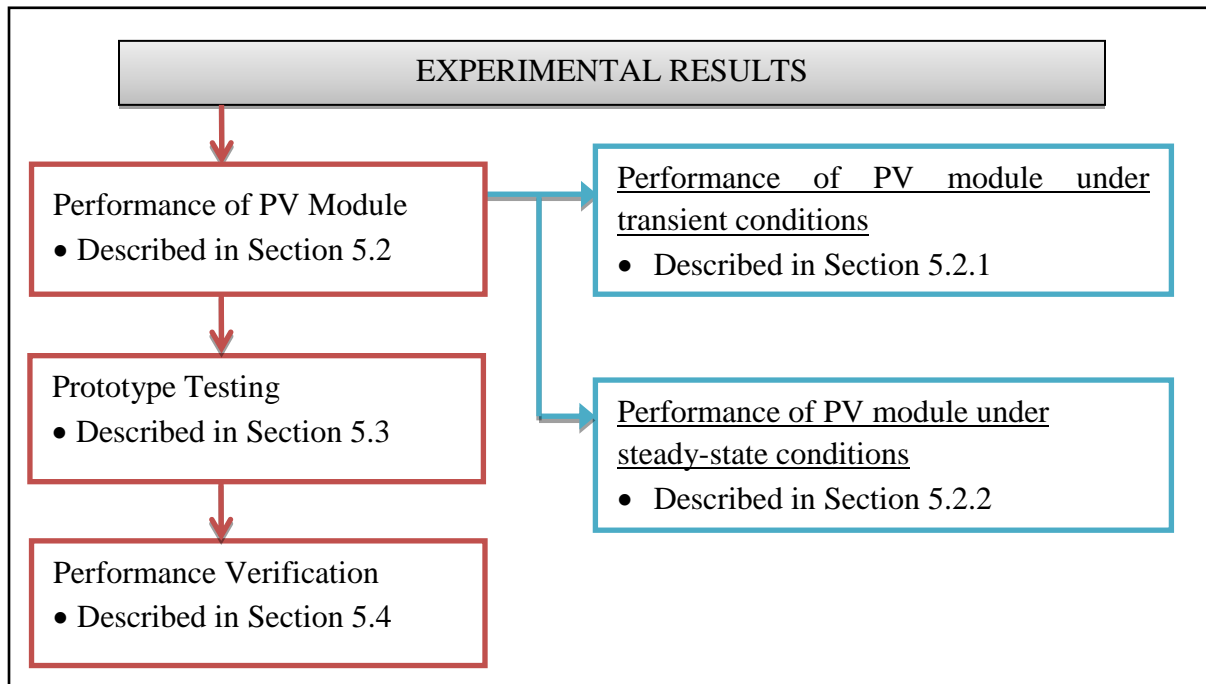 EXPERIMENTAL RESULTS
Performance of PV Module
• Described in Section 5.2
Performance of PV module under
transient conditions
• Described in Section 5.2.1
Prototype Testing
• Described in Section 5.3
Performance of PV module under
steady-state conditions
• Described in Section 5.2.2
Performance Verification
• Described in Section 5.4